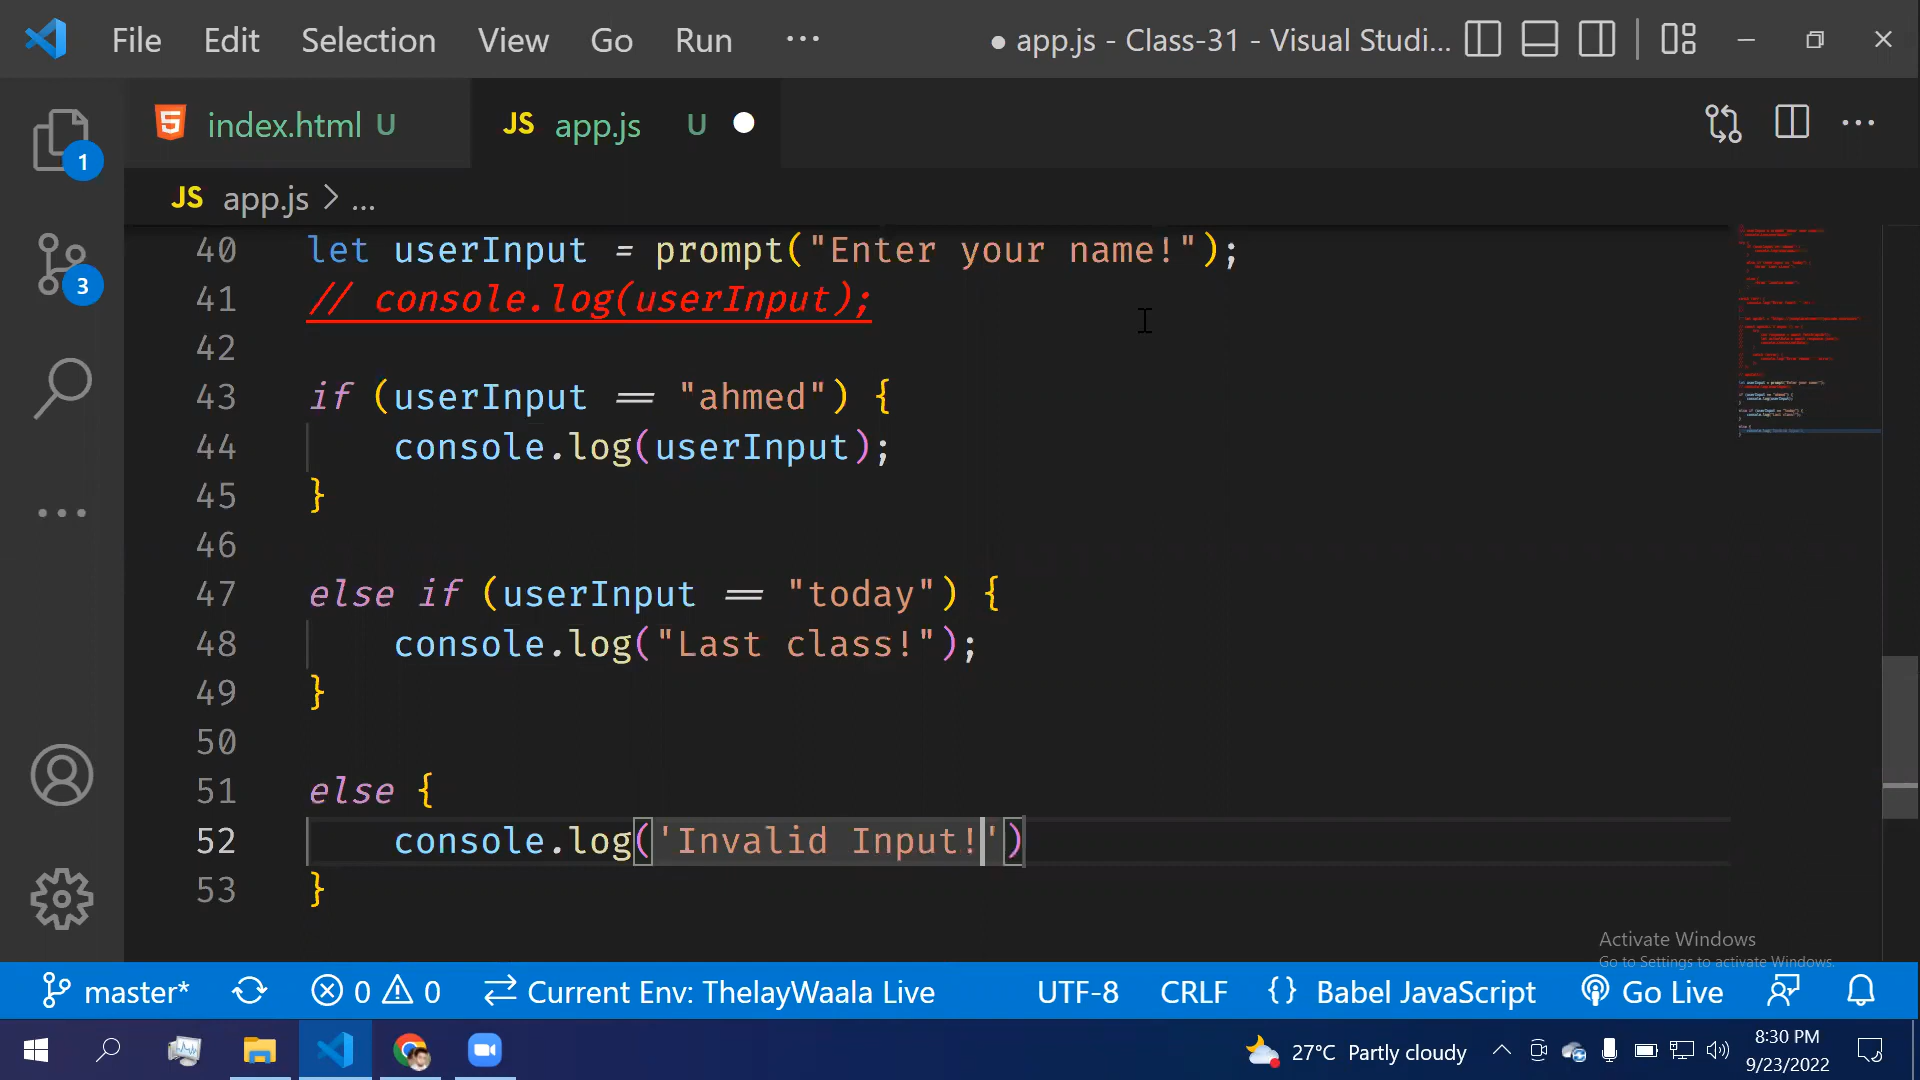 File Edit Selection View Go Run ··· ● app.js - Class-31 - Visual Studi...
index.html U JS app.js U
JS app.js > ...
1
3
40 let userInput = prompt("Enter your name!");
41 // console.log(userInput);
42
43 if (userInput == "ahmed") {
44 console.log(userInput);
45 }
46
47 else if (userInput == "today") {
48 console.log("Last class!");
49 }
50
51 else {
52 console.log('Invalid Input!')
53 }
Activate Windows
Go to Settings to activate Windows.
master* 0 0 Current Env: ThelayWaala Live UTF-8 CRLF {} Babel JavaScript Go Live
27°C Partly cloudy
8:30 PM
9/23/2022